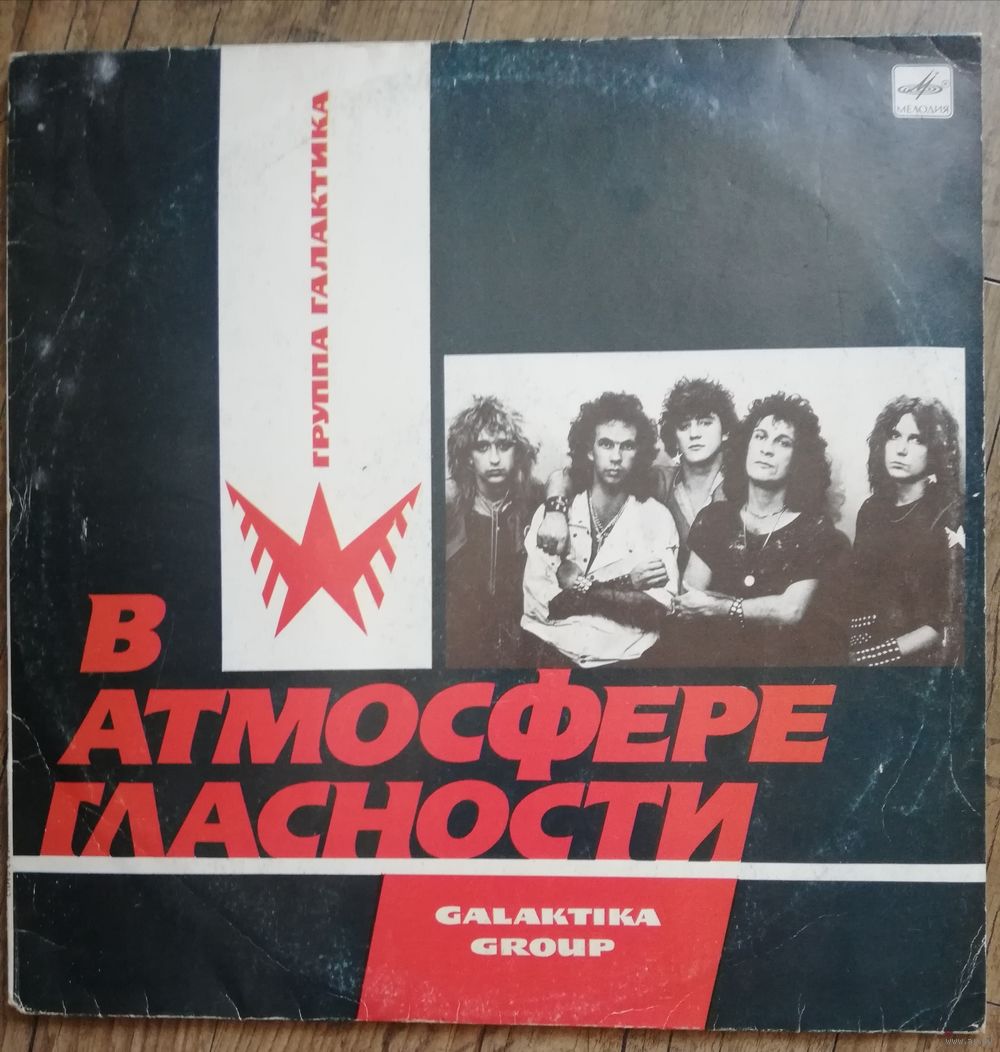 МЕЛОДИЯ
ГРУППА ГАЛАКТИКА
В
АТМОСФЕРЕ
ГЛАСНОСТИ
GALAKTIKA
GROUP